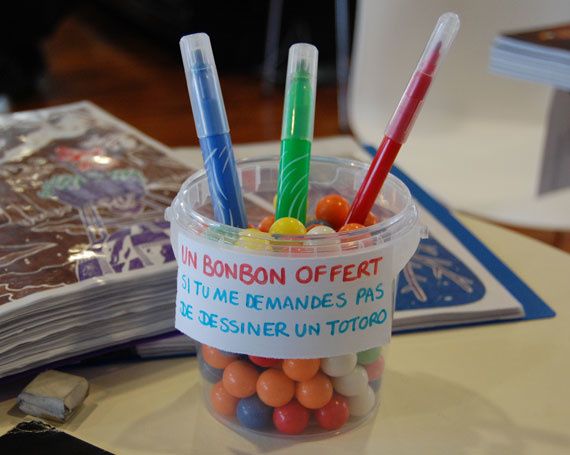 UN BONBON OFFERT
SI TU ME DEMANDES PAS
DE DESSINER UN TOTORO